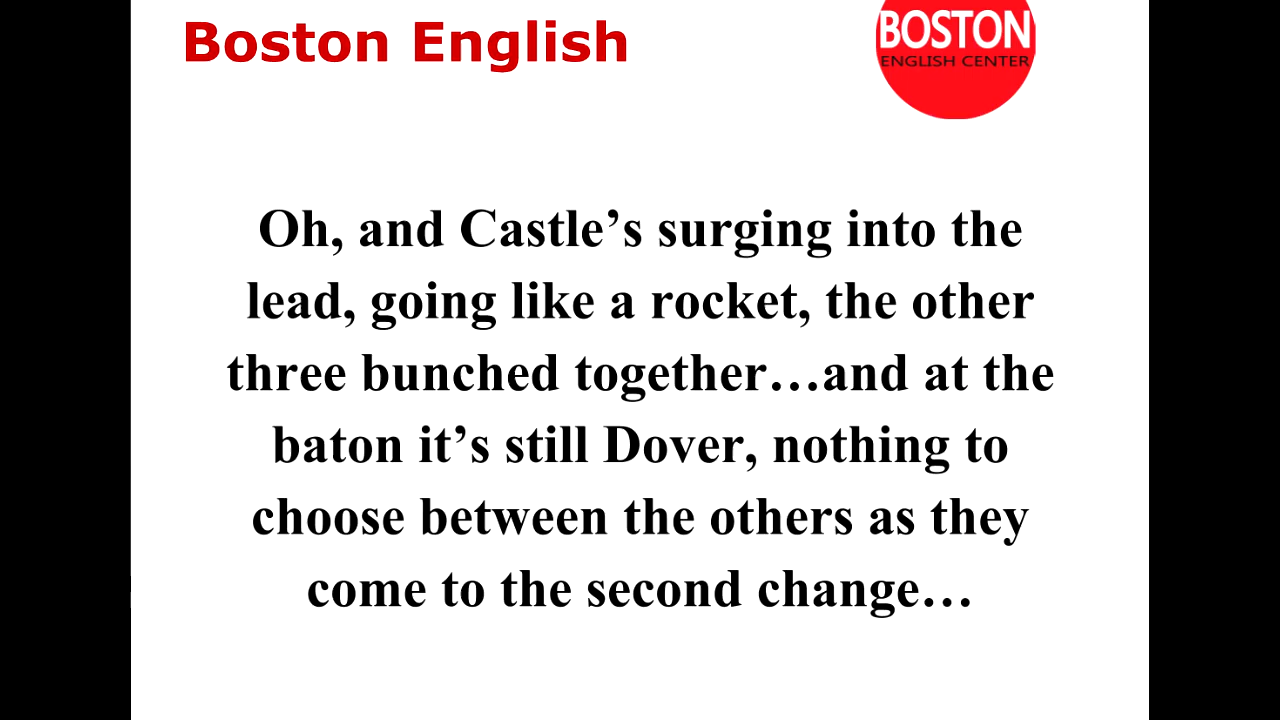 Boston English
BOSTON
ENGLISH CENTER
Oh, and Castle’s surging into the
lead, going like a rocket, the other
three bunched together…and at the
baton it’s still Dover, nothing to
choose between the others as they
come to the second change…